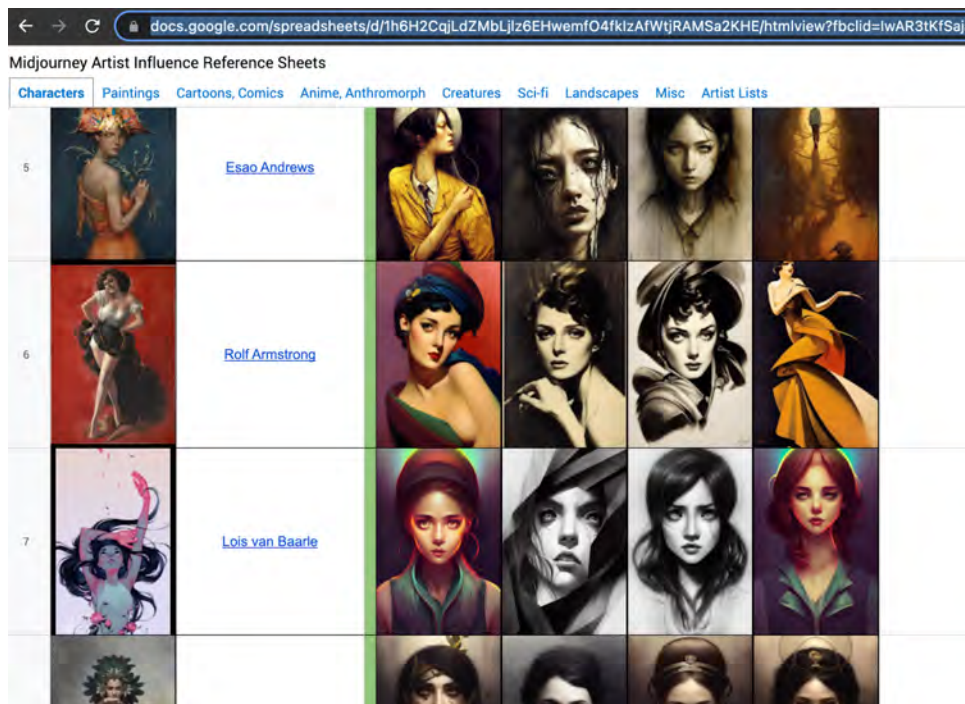 docs.google.com/spreadsheets/d/1h6H2CqjLdZMbLjlz6EHwemfO4fkIzAfWtjRAMSa2KHE/htmlview?fbclid=IwAR3tKfSaj
Midjourney Artist Influence Reference Sheets
Characters Paintings Cartoons, Comics Anime, Anthromorph Creatures Sci-fi Landscapes Misc Artist Lists
5 Esao Andrews
6 Rolf Armstrong
7 Lois van Baarle